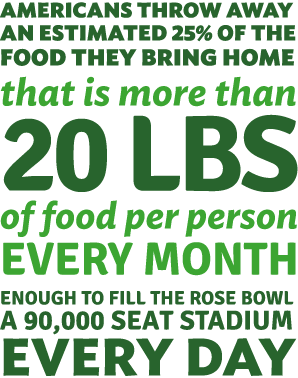 AMERICANS THROW AWAY
AN ESTIMATED 25% OF THE
FOOD THEY BRING HOME
that is more than
20 LBS
of food per person
EVERY MONTH
ENOUGH TO FILL THE ROSE BOWL
A 90,000 SEAT STADIUM
EVERY DAY